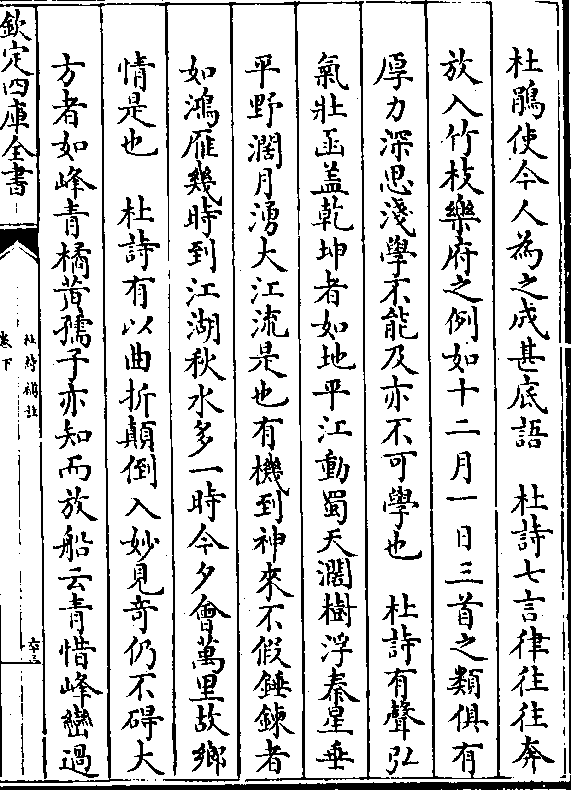 杜鵑使今人為之成甚底語　杜詩七言律往往奔
放入竹枝樂府之例如十二月一日三首之類俱有
厚力深思淺學不能及亦不可學也　杜詩有聲弘
氣壯函蓋乾坤者如地平江動蜀天濶樹浮秦星垂
平野濶月湧大江流是也有機到神來不假錘鍊者
如鴻雁幾時到江湖秋水多一時今夕會萬里故鄉
情是也　杜詩有以曲折顛倒入妙見奇仍不碍大
方者如峰青橘黄孺子亦知而放船云青惜峰巒過
欽定四庫全書
杜詩攟
卷下